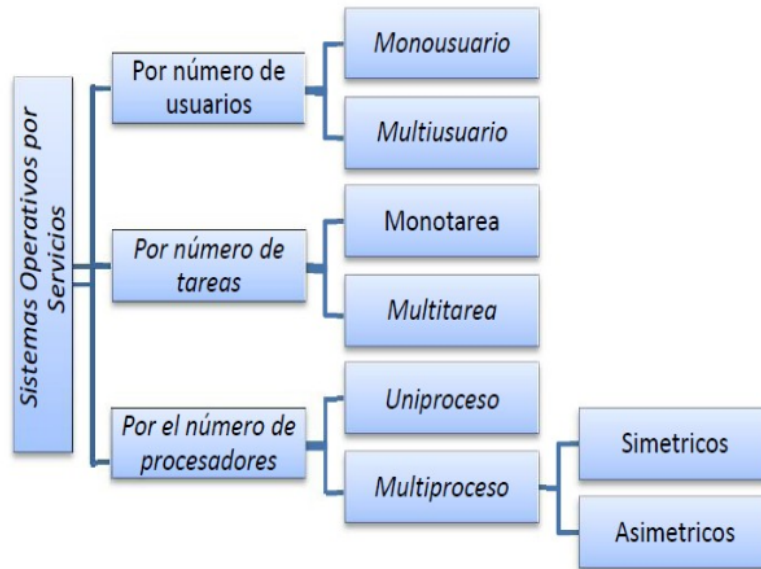 Sistemas Operativos por
Servicios
Por número de
usuarios
Monousuario
Multiusuario
Por número de
tareas
Monotarea
Multitarea
Por el número de
procesadores
Uniproceso
Multiproceso
Simetricos
Asimetricos